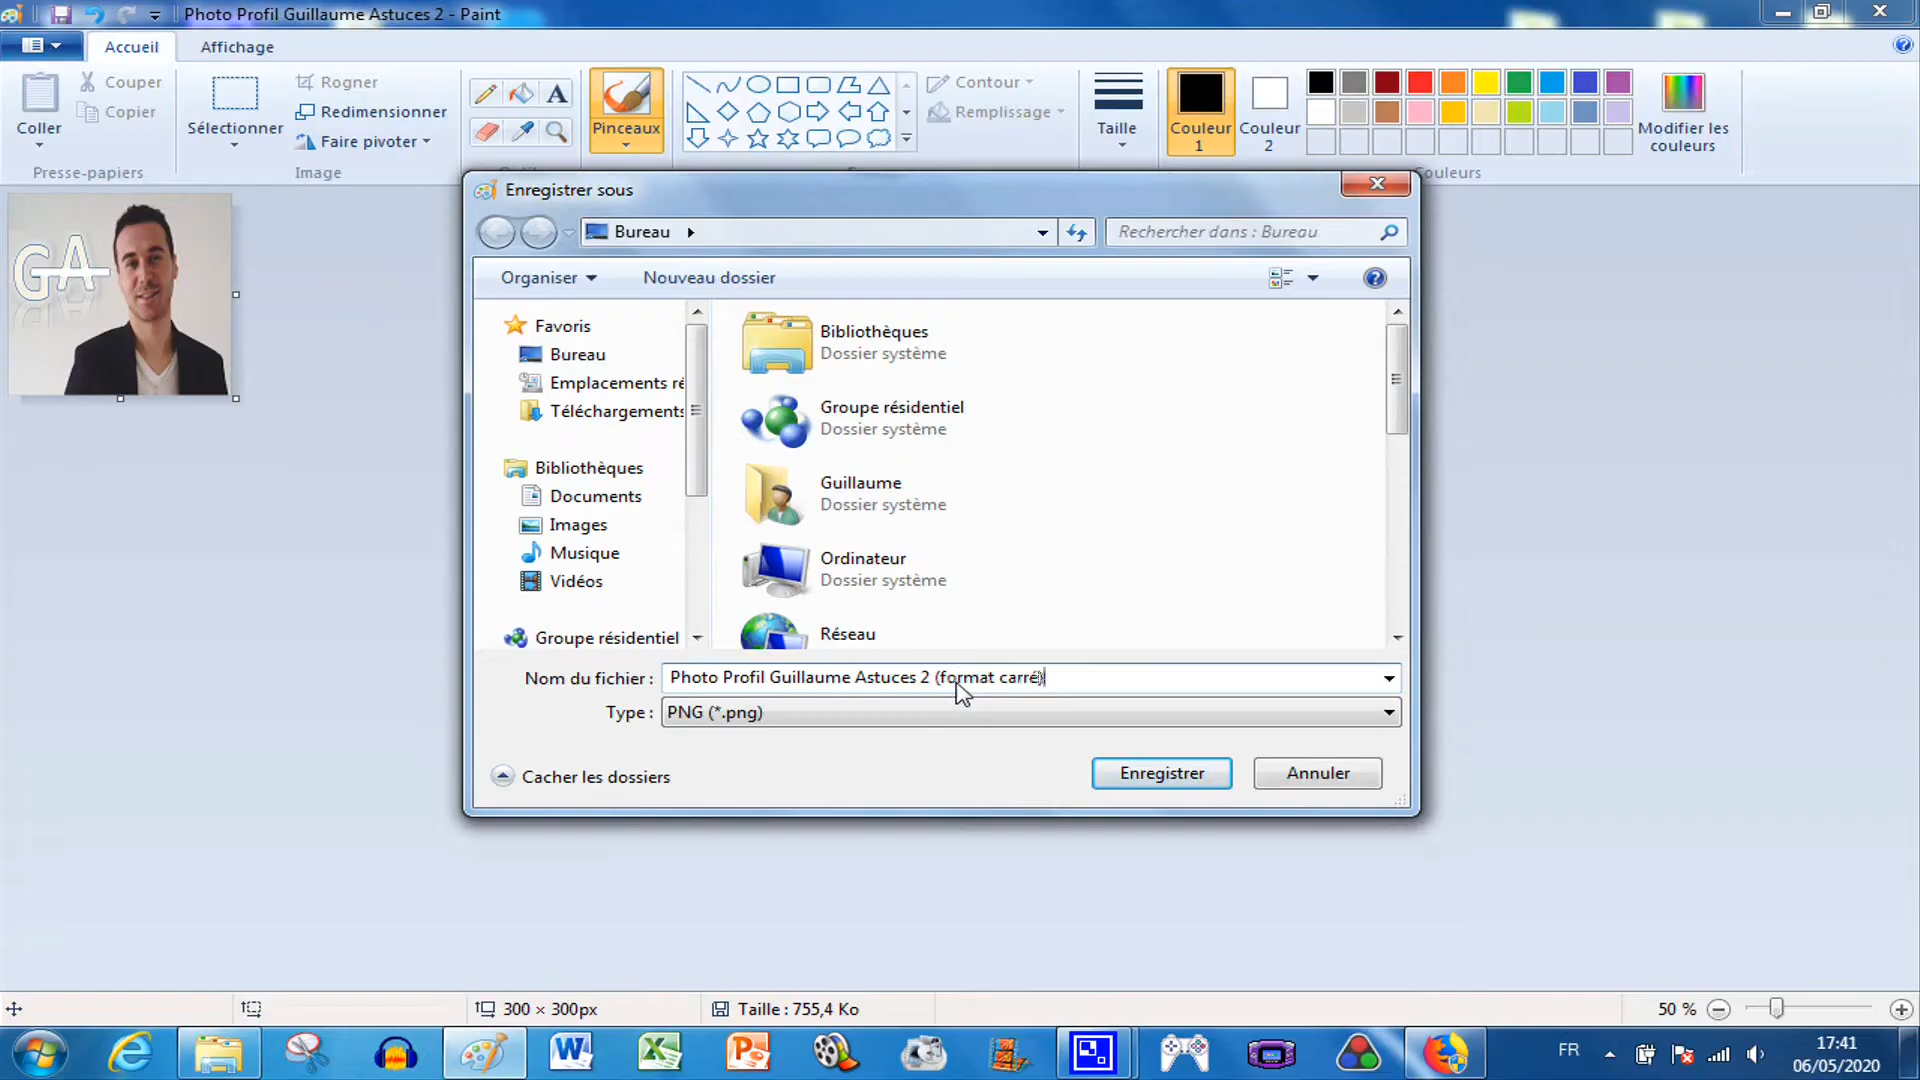 Photo Profil Guillaume Astuces 2 - Paint
Accueil
Affichage
Coller
Couper
Copier
Presse-papiers
Sélectionner
Rogner
Redimensionner
Faire pivoter
Image
A
Pinceaux
Contour
Remplissage
Taille
Couleur 1
Couleur 2
Modifier les couleurs
Couleurs
GA
Enregistrer sous
Bureau
Rechercher dans : Bureau
Organiser
Nouveau dossier
Favoris
Bureau
Emplacements ré
Téléchargements
Bibliothèques
Documents
Images
Musique
Vidéos
Groupe résidentiel
Bibliothèques
Dossier système
Groupe résidentiel
Dossier système
Guillaume
Dossier système
Ordinateur
Dossier système
Réseau
Nom du fichier :
Photo Profil Guillaume Astuces 2 (format carré)
Type :
PNG (*.png)
Cacher les dossiers
Enregistrer
Annuler
300 × 300px
Taille : 755,4 Ko
50 %
FR
17:41
06/05/2020